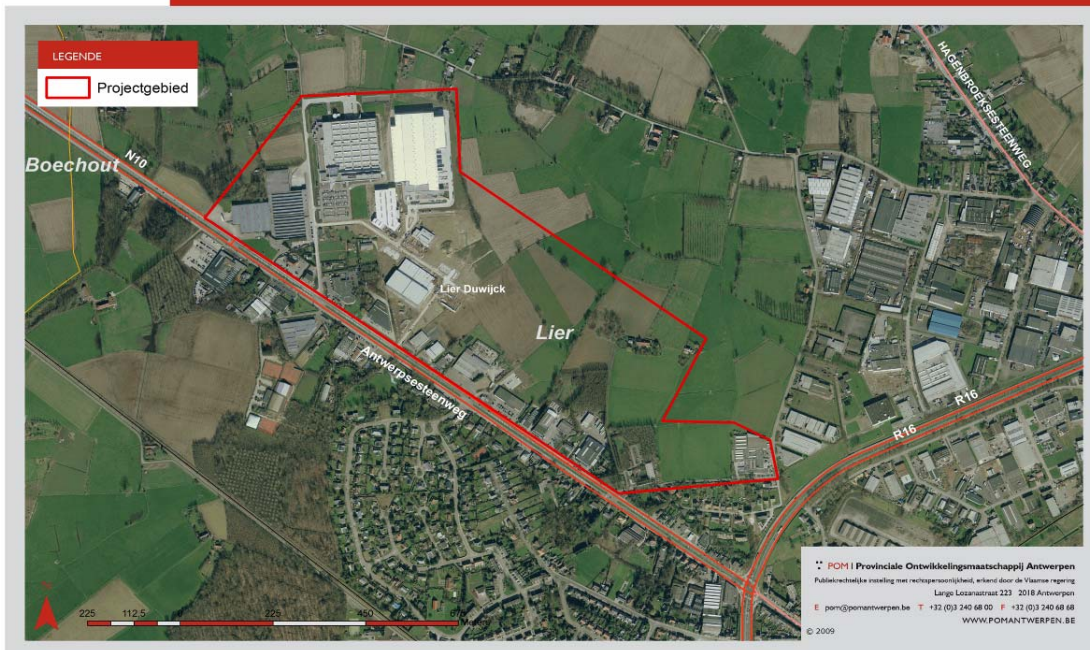 LEGENDE
Projectgebied
HAGENBROEKSESTEENWEG
N10
Boechout
Lier Duwijck
Lier
Antwerpsesteenweg
R16
R16
225 112,5 0 225 450 675
POM | Provinciale Ontwikkelingsmaatschappij Antwerpen
Publiekrechtelijke instelling met rechtspersoonlijkheid, erkend door de Vlaamse regering
Lange Lozanastraat 223 2018 Antwerpen
E pom@pomantwerpen.be T +32 (0)3 240 68 00 F +32 (0)3 240 68 68
WWW.POMANTWERPEN.BE
© 2009